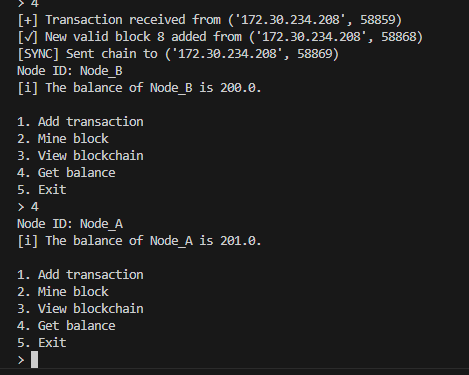 > 4
[+] Transaction received from ('172.30.234.208', 58859)
[✓] New valid block 8 added from ('172.30.234.208', 58868)
[SYNC] Sent chain to ('172.30.234.208', 58869)
Node ID: Node_B
[i] The balance of Node_B is 200.0.

1. Add transaction
2. Mine block
3. View blockchain
4. Get balance
5. Exit
> 4
Node ID: Node_A
[i] The balance of Node_A is 201.0.

1. Add transaction
2. Mine block
3. View blockchain
4. Get balance
5. Exit
>